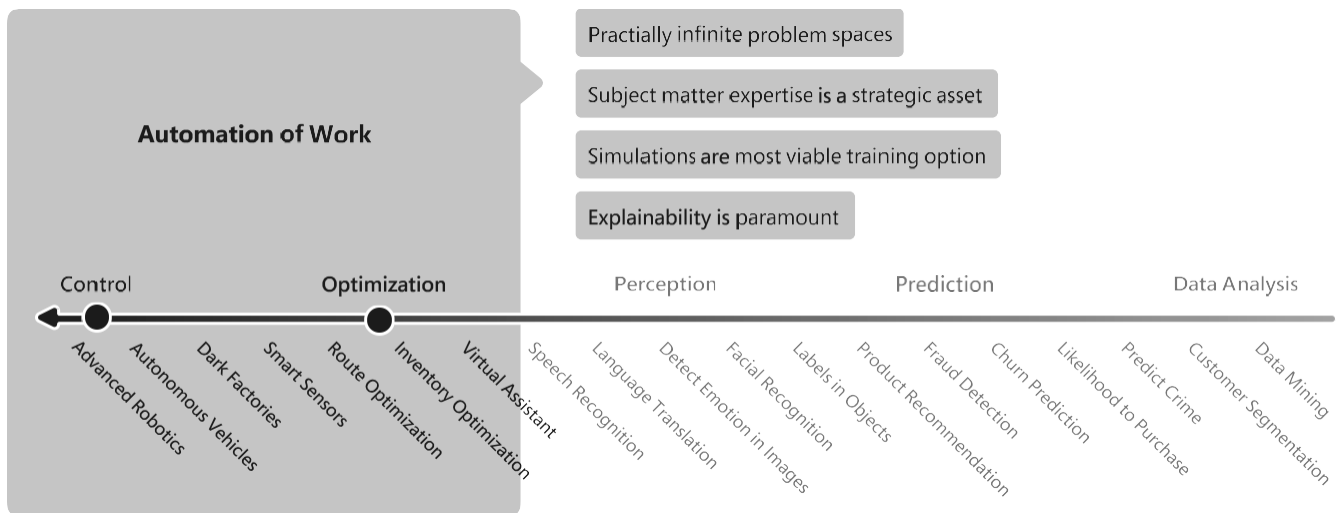 Practially infinite problem spaces
Subject matter expertise is a strategic asset
Automation of Work
Simulations are most viable training option
Explainability is paramount
Control
Optimization
Perception
Prediction
Data Analysis
Advanced Robotics
Autonomous Vehicles
Dark Factories
Smart Sensors
Route Optimization
Inventory Optimization
Virtual Assistant
Speech Recognition
Language Translation
Detect Emotion in Images
Facial Recognition
Labels in Objects
Product Recommendation
Fraud Detection
Churn Prediction
Likelihood to Purchase
Predict Crime
Customer Segmentation
Data Mining